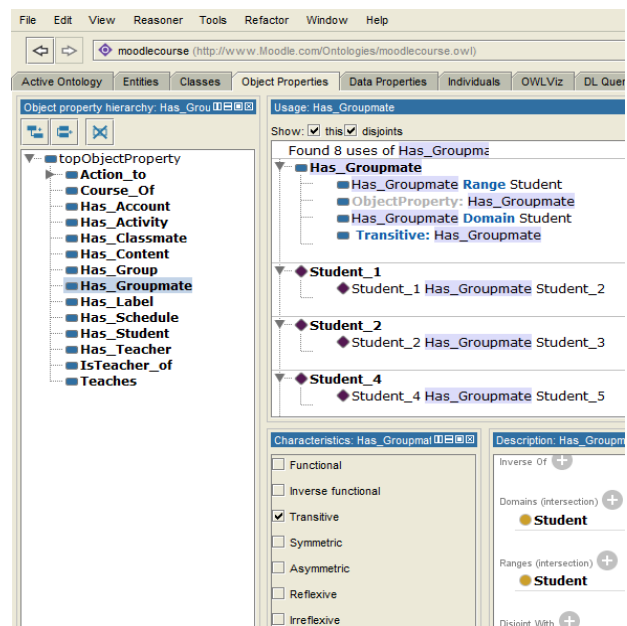 File Edit View Reasoner Tools Refactor Window Help
moodlecourse (http://www.Moodle.com/Ontologies/moodlecourse.owl)
Active Ontology Entities Classes Object Properties Data Properties Individuals OWLViz DL Quer
Object property hierarchy: Has_Grou
topObjectProperty
Action_to
Course_Of
Has_Account
Has_Activity
Has_Classmate
Has_Content
Has_Group
Has_Groupmate
Has_Label
Has_Schedule
Has_Student
Has_Teacher
IsTeacher_of
Teaches
Usage: Has_Groupmate
Show: this disjoints
Found 8 uses of Has_Groupma
Has_Groupmate
Has_Groupmate Range Student
ObjectProperty: Has_Groupmate
Has_Groupmate Domain Student
Transitive: Has_Groupmate
Student_1
Student_1 Has_Groupmate Student_2
Student_2
Student_2 Has_Groupmate Student_3
Student_4
Student_4 Has_Groupmate Student_5
Characteristics: Has_Groupmat
Functional
Inverse functional
Transitive
Symmetric
Asymmetric
Reflexive
Irreflexive
Description: Has_Groupm
Inverse Of
Domains (intersection)
Student
Ranges (intersection)
Student
Disjoint With